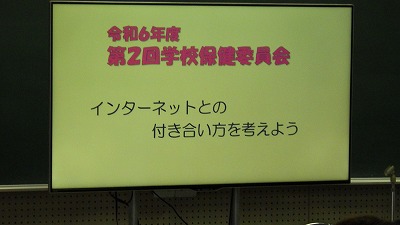 令和6年度
第2回学校保健委員会
インターネットとの
付き合い方を考えよう